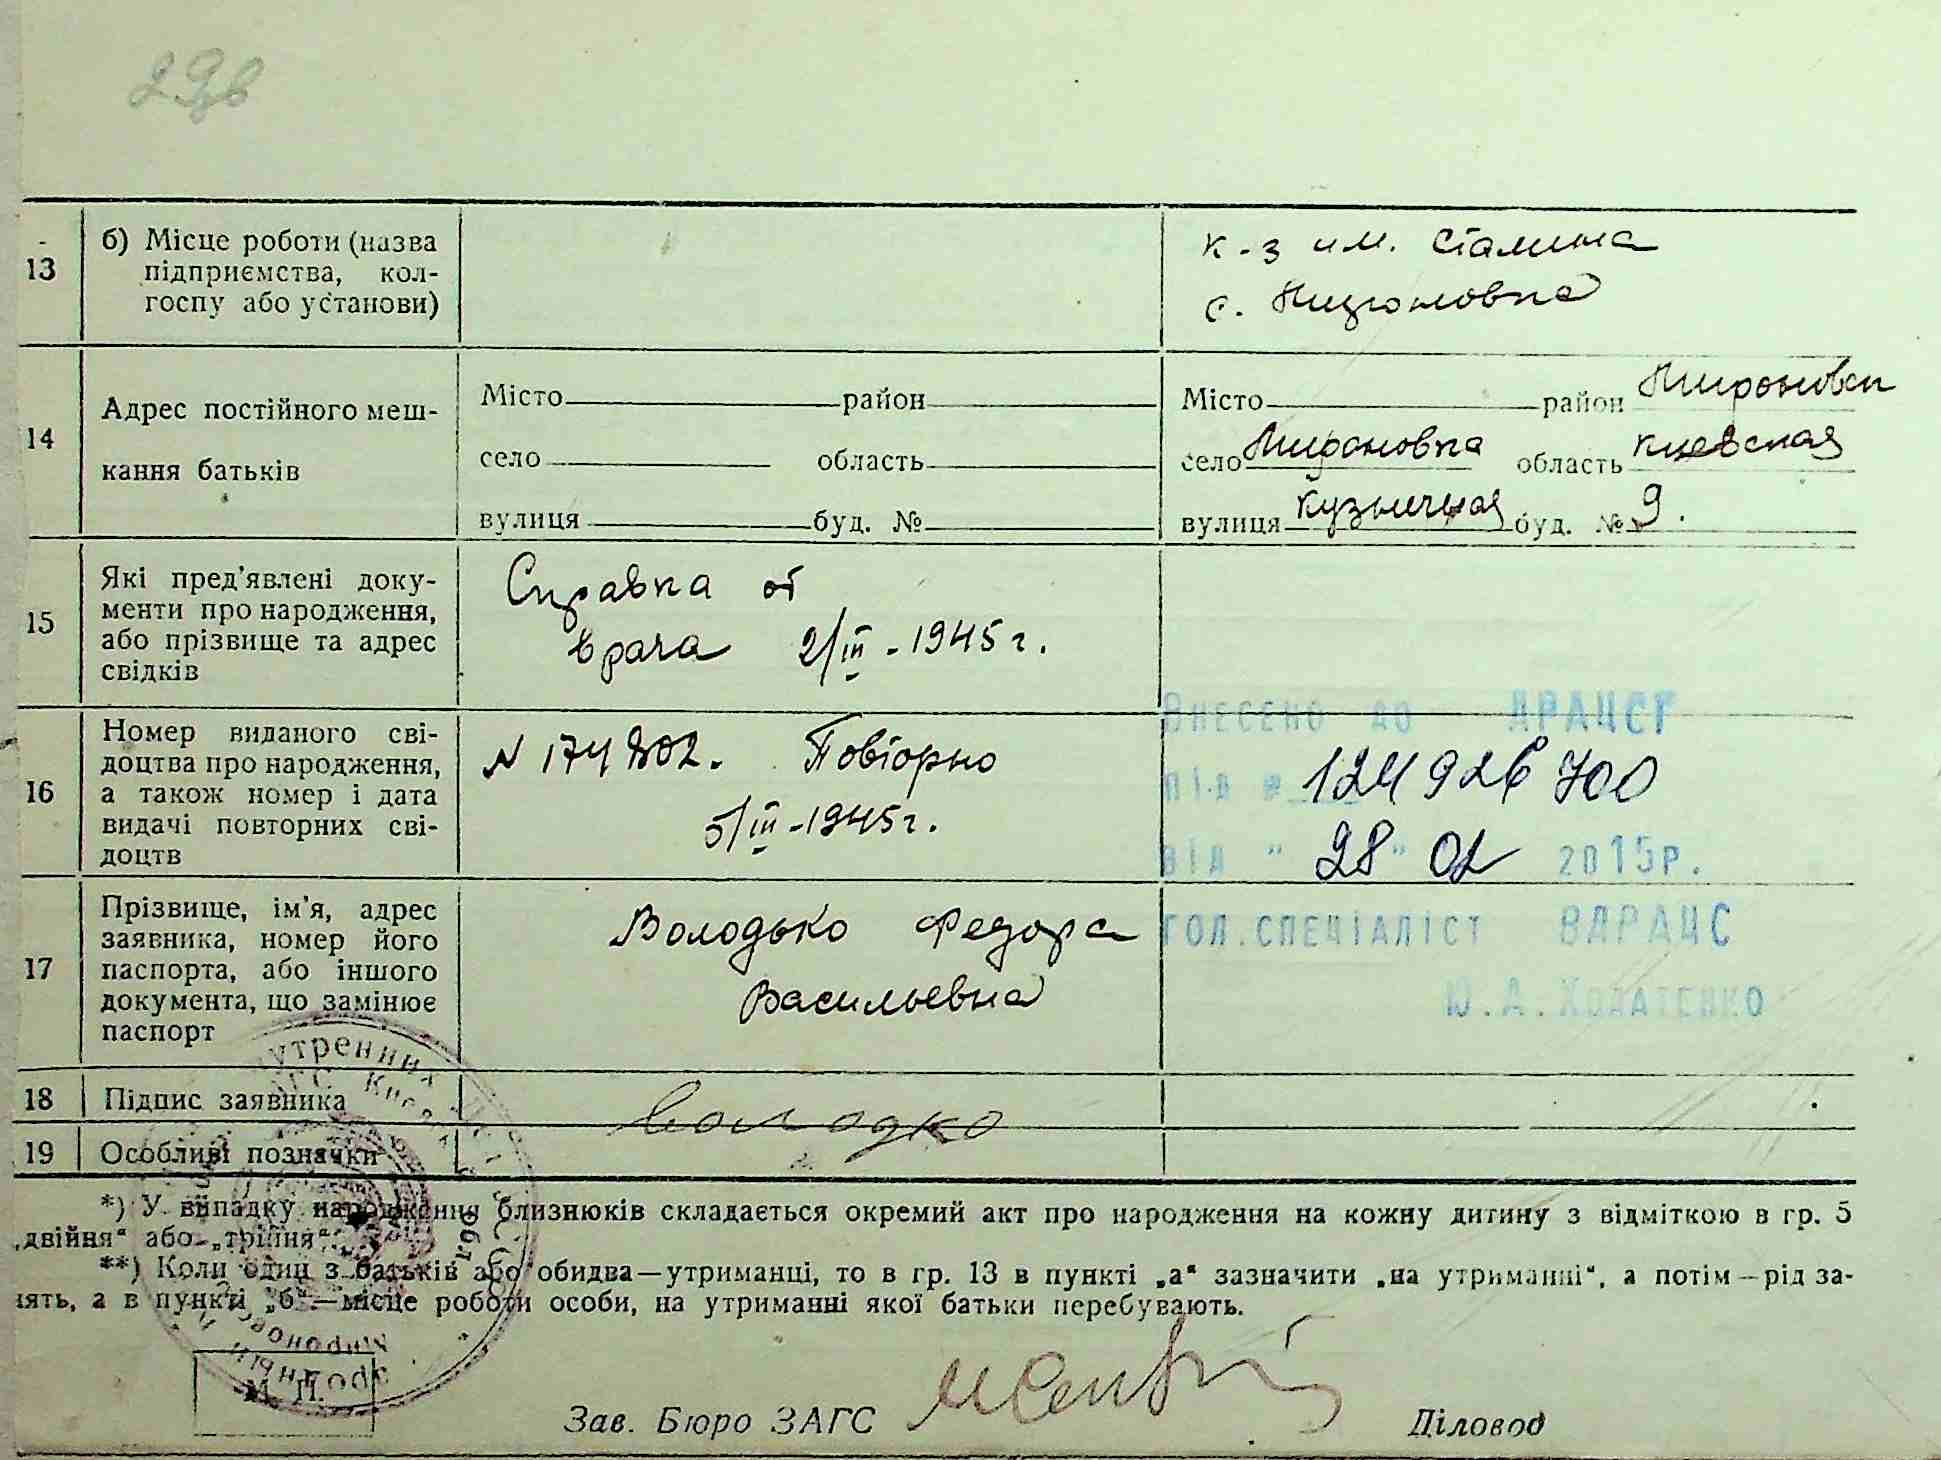 29зв
13 б) Місце роботи (назва
підприємства, кол-
госпу або установи)
к-з им. Сталина
с. Мироновка
14 Адрес постійного меш-
кання батьків
Місто район
село область
вулиця буд. №
Місто район Мироновск
село Мироновка область Киевская
вулиця Кузнечная буд. № 9.
15 Які пред’явлені доку-
менти про народження,
або прізвище та адрес
свідків
Справка от
врача 2/III-1945 г.
16 Номер виданого сві-
доцтва про народження,
а також номер і дата
видачі повторних сві-
доцтв
N 174802. Повторно
5/III-1945 г.
Внесено до ДРАЦСГ
під № 124926700
від "28" 02 2015р.
гол.спеціаліст ВДРАЦС
Ю.А.Ходатенко
17 Прізвище, ім’я, адрес
заявника, номер його
паспорта, або іншого
документа, що замінює
паспорт
Володько Федора
Васильевна
18 Підпис заявника
Володко
19 Особливі позначки
*) У випадку народження близнюків складається окремий акт про народження на кожну дитину з відміткою в гр. 5
„двійня“ або „трійня“.
**) Коли один з батьків або обидва—утриманці, то в гр. 13 в пункті „а“ зазначити „на утриманні“, а потім—рід за-
нять, а в пункті „б“—місце роботи особи, на утриманні якої батьки перебувають.
М. П.
Зав. Бюро ЗАГС
Діловод